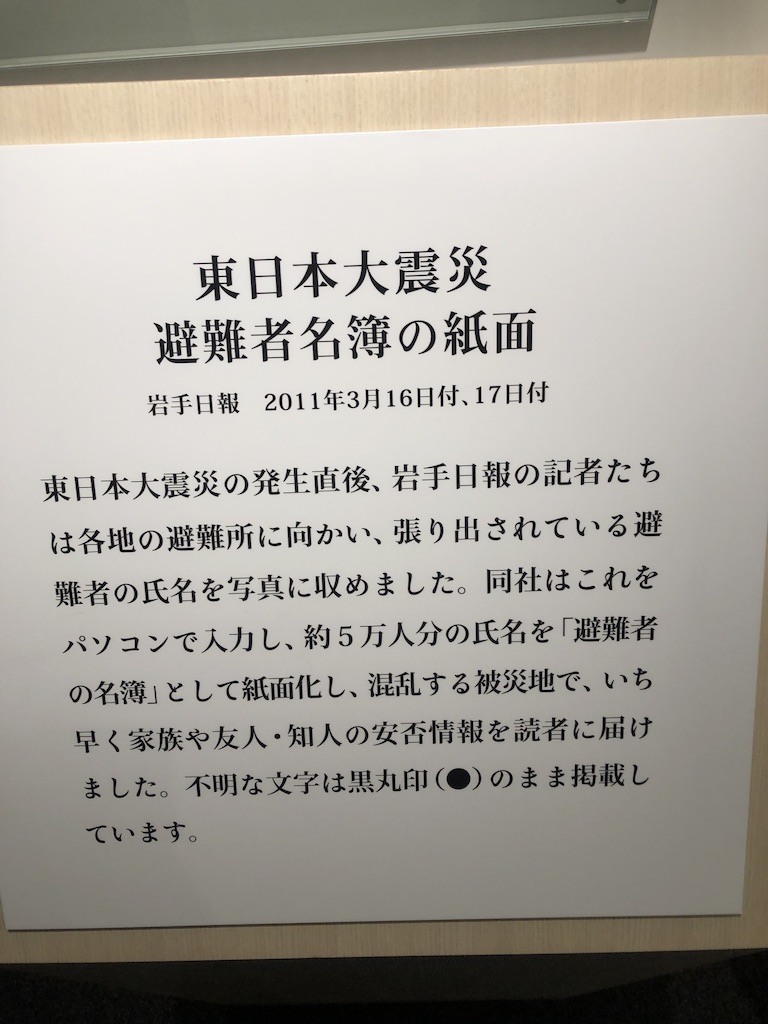 東日本大震災
避難者名簿の紙面
岩手日報　2011年3月16日付、17日付
東日本大震災の発生直後、岩手日報の記者たち
は各地の避難所に向かい、張り出されている避
難者の氏名を写真に収めました。同社はこれを
パソコンで入力し、約５万人分の氏名を「避難者
の名簿」として紙面化し、混乱する被災地で、いち
早く家族や友人・知人の安否情報を読者に届け
ました。不明な文字は黒丸印（●）のまま掲載し
ています。